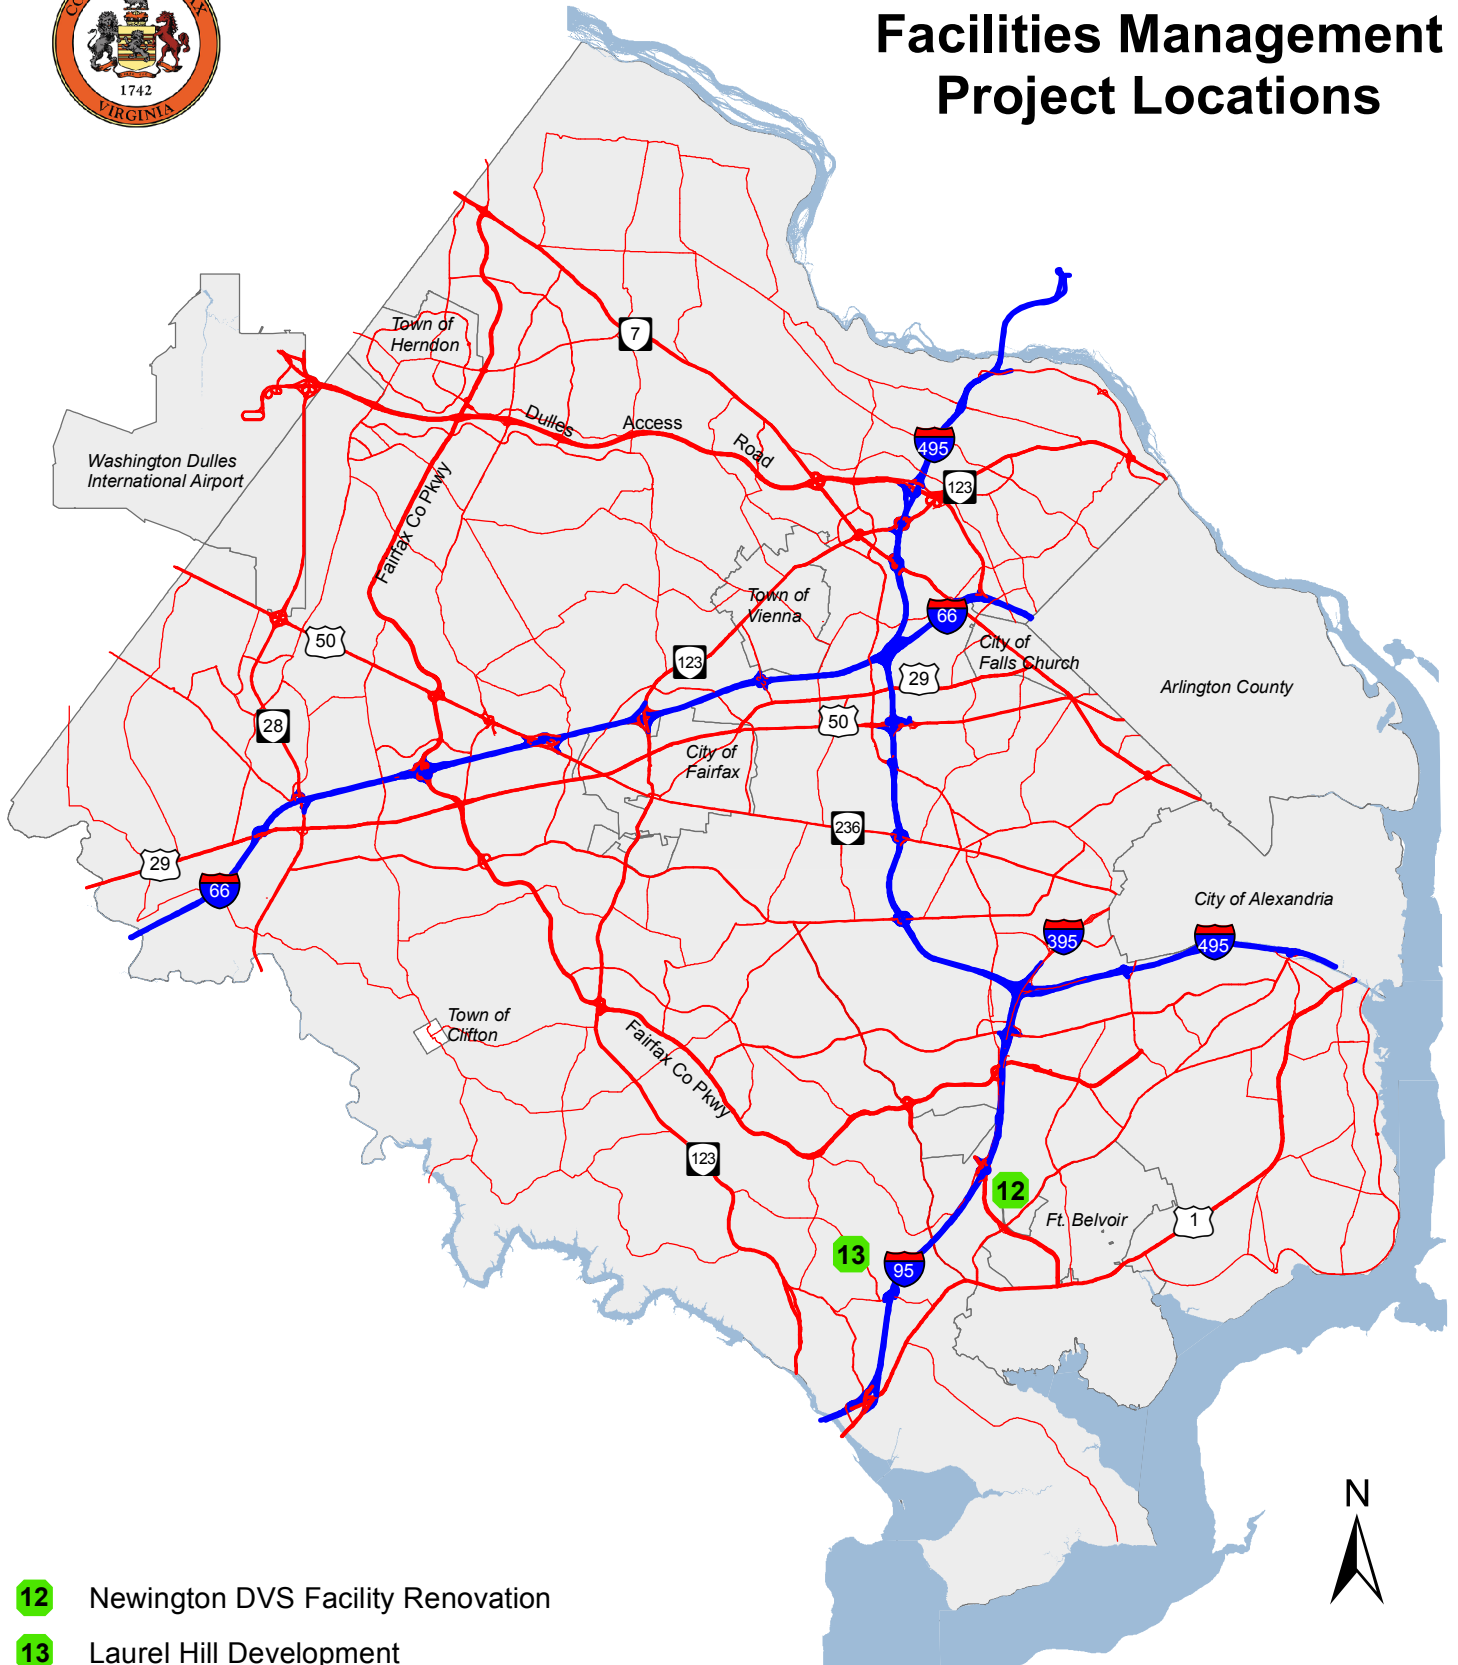 1742
VIRGINIA
Facilities Management
Project Locations
Town of
Herndon
7
Dulles
Access
Road
495
123
Washington Dulles
International Airport
Fairfax Co Pkwy
Town of
Vienna
66
50
123
City of
Falls Church
29
Arlington County
28
50
City of
Fairfax
236
29
66
City of Alexandria
395
495
Town of
Clifton
Fairfax Co Pkwy
123
12
Ft. Belvoir
1
13
95
N
12 Newington DVS Facility Renovation
13 Laurel Hill Development